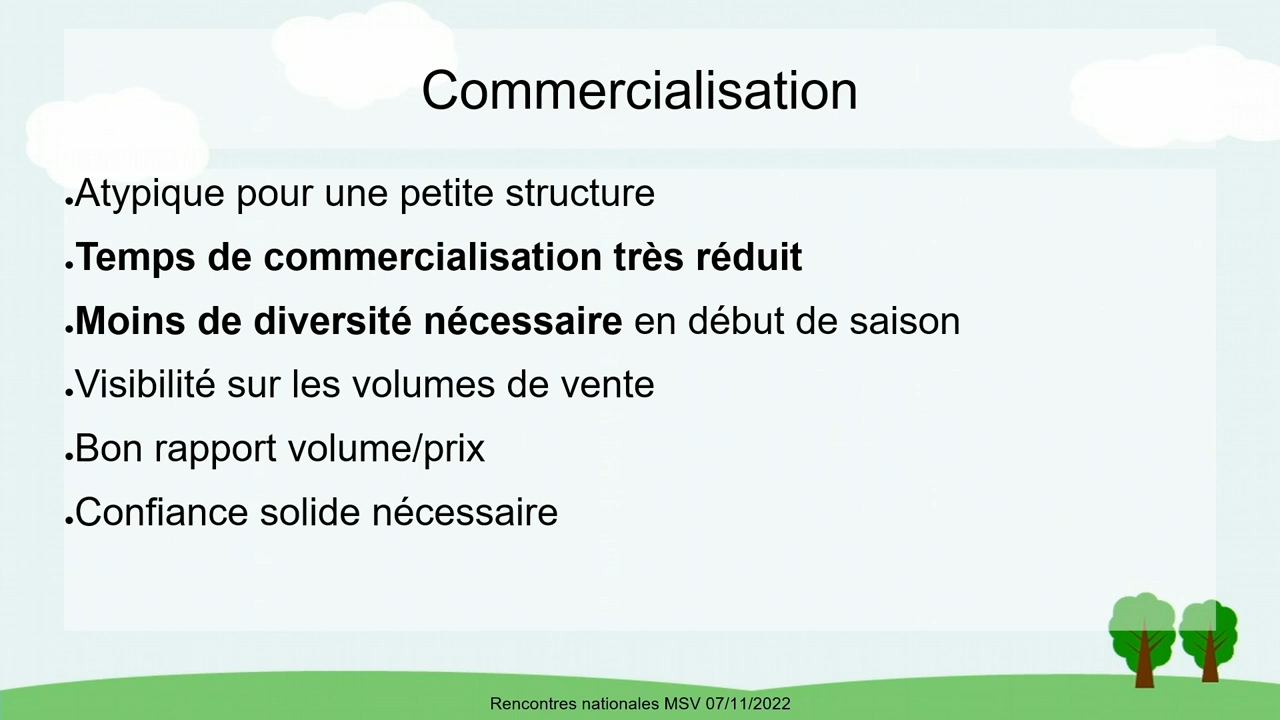 Commercialisation
•Atypique pour une petite structure
•Temps de commercialisation très réduit
•Moins de diversité nécessaire en début de saison
•Visibilité sur les volumes de vente
•Bon rapport volume/prix
•Confiance solide nécessaire
Rencontres nationales MSV 07/11/2022